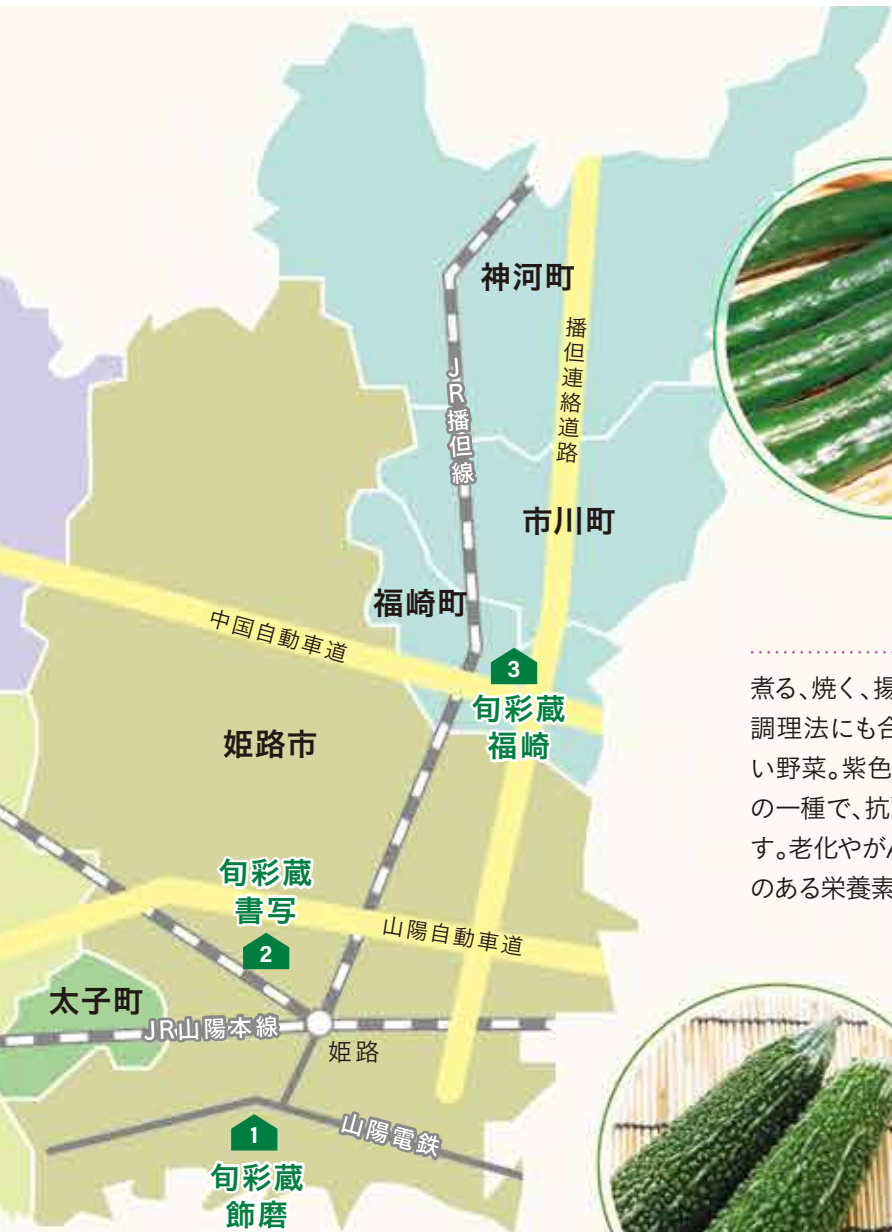 神河町
播但連絡道路
JR播但線
市川町
福崎町
中国自動車道
3
旬彩蔵
福崎
姫路市
旬彩蔵
書写
2
山陽自動車道
太子町
JR山陽本線
姫路
山陽電鉄
1
旬彩蔵
飾磨
煮る、焼く、揚
調理法にも合
い野菜。紫色
の一種で、抗
す。老化やが
のある栄養素